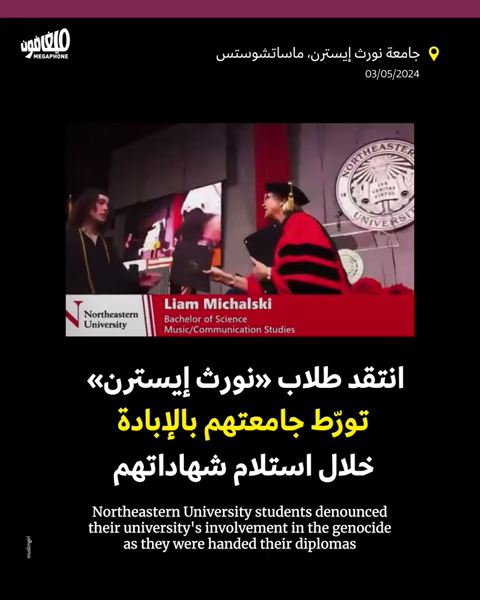 ميغافون
MEGAPHONE
جامعة نورث إيسترن، ماساتشوستس
03/05/2024
NORTHEASTERN
UNIVERSITY
Northeastern
University
Liam Michalski
Bachelor of Science
Music/Communication Studies
انتقد طلاب «نورث إيسترن»
تورّط جامعتهم بالإبادة
خلال استلام شهاداتهم
Northeastern University students denounced
their university's involvement in the genocide
as they were handed their diplomas